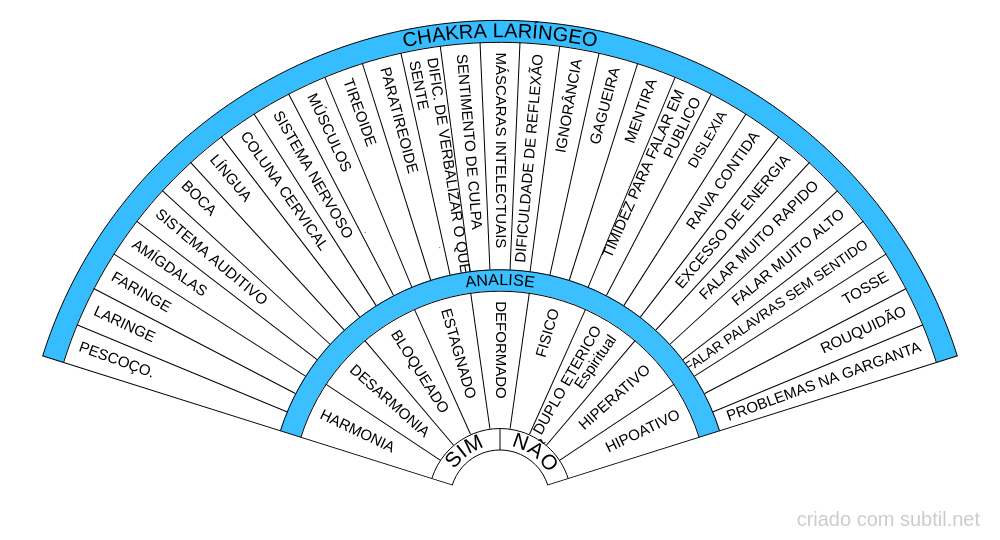 CHAKRA LARÍNGEO
PESCOÇO.
LARINGE
FARINGE
AMÍGDALAS
SISTEMA AUDITIVO
BOCA
LÍNGUA
COLUNA CERVICAL
SISTEMA NERVOSO
MÚSCULOS
TIREOIDE
PARATIREOIDE
DIFIC. DE VERBALIZAR O QUE
SENTE
SENTIMENTO DE CULPA
MÁSCARAS INTELECTUAIS
DIFICULDADE DE REFLEXÃO
IGNORÂNCIA
GAGUEIRA
MENTIRA
TIMIDEZ PARA FALAR EM
PUBLICO
DISLEXIA
RAIVA CONTIDA
EXCESSO DE ENERGIA
FALAR MUITO RAPIDO
FALAR MUITO ALTO
FALAR PALAVRAS SEM SENTIDO
TOSSE
ROUQUIDÃO
PROBLEMAS NA GARGANTA
ANALISE
HARMONIA
DESARMONIA
BLOQUEADO
ESTAGNADO
DEFORMADO
FISICO
DUPLO ETERICO
Espiritual
HIPERATIVO
HIPOATIVO
SIM
NÃO
criado com subtil.net